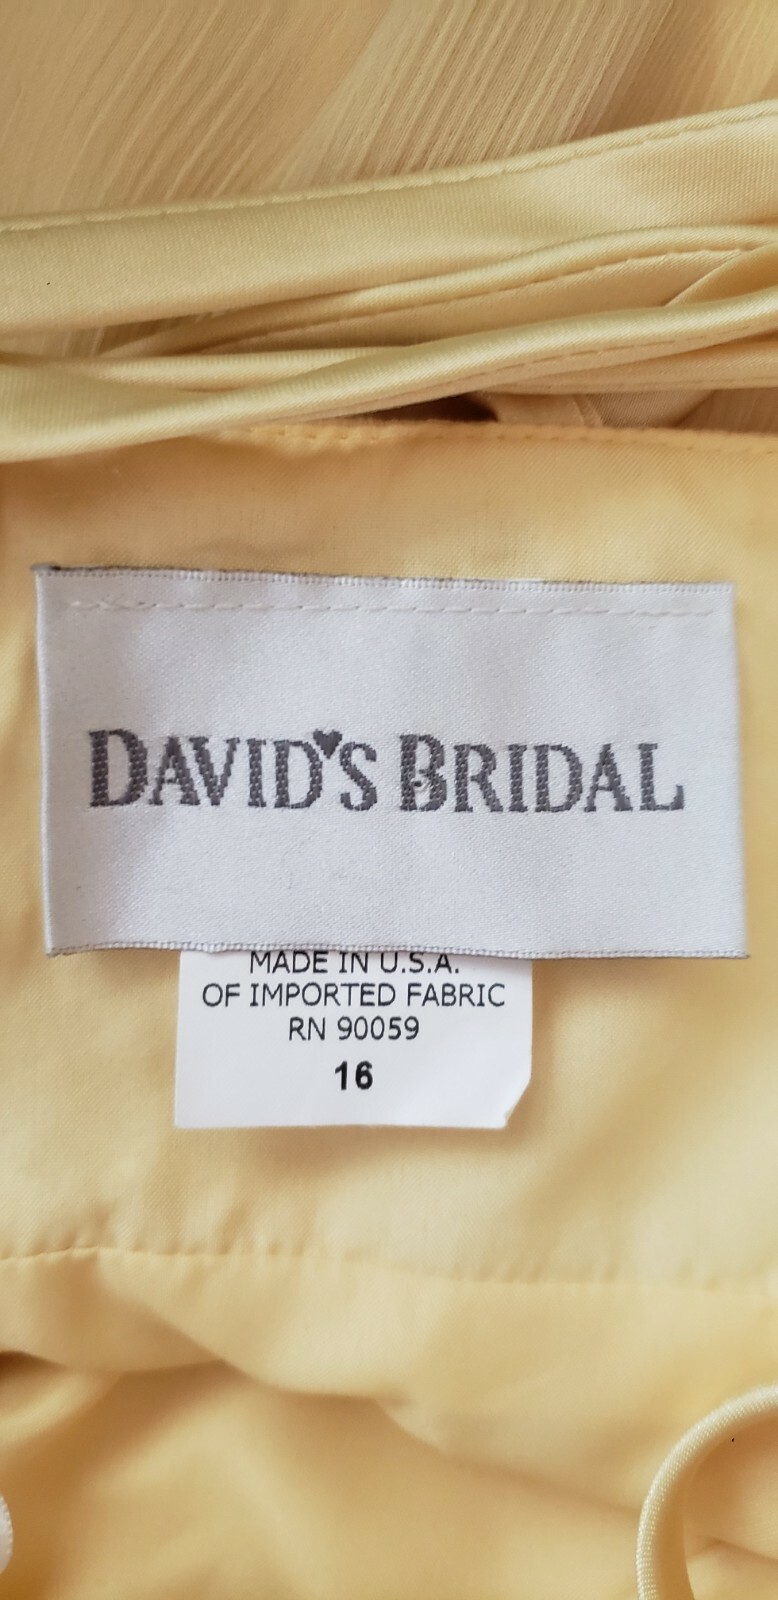 DAVID'S BRIDAL
MADE IN U.S.A.
OF IMPORTED FABRIC
RN 90059
16